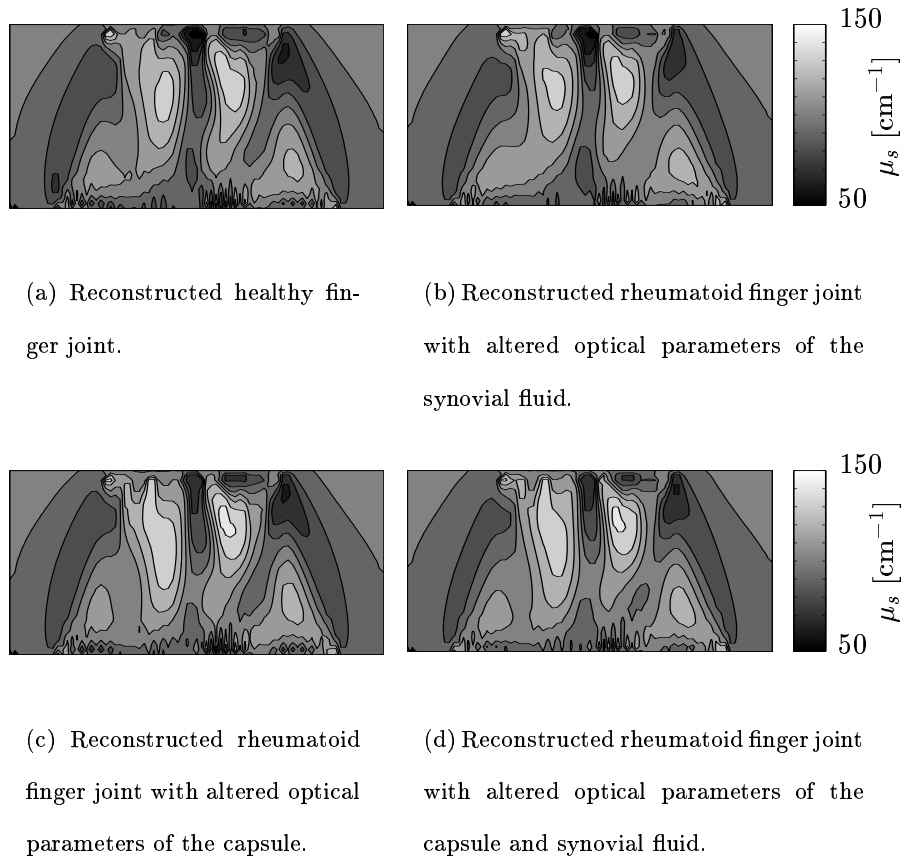 150
μs [cm−1]
50
(a) Reconstructed healthy fin-
ger joint.
(b) Reconstructed rheumatoid finger joint
with altered optical parameters of the
synovial fluid.
150
μs [cm−1]
50
(c) Reconstructed rheumatoid
finger joint with altered optical
parameters of the capsule.
(d) Reconstructed rheumatoid finger joint
with altered optical parameters of the
capsule and synovial fluid.